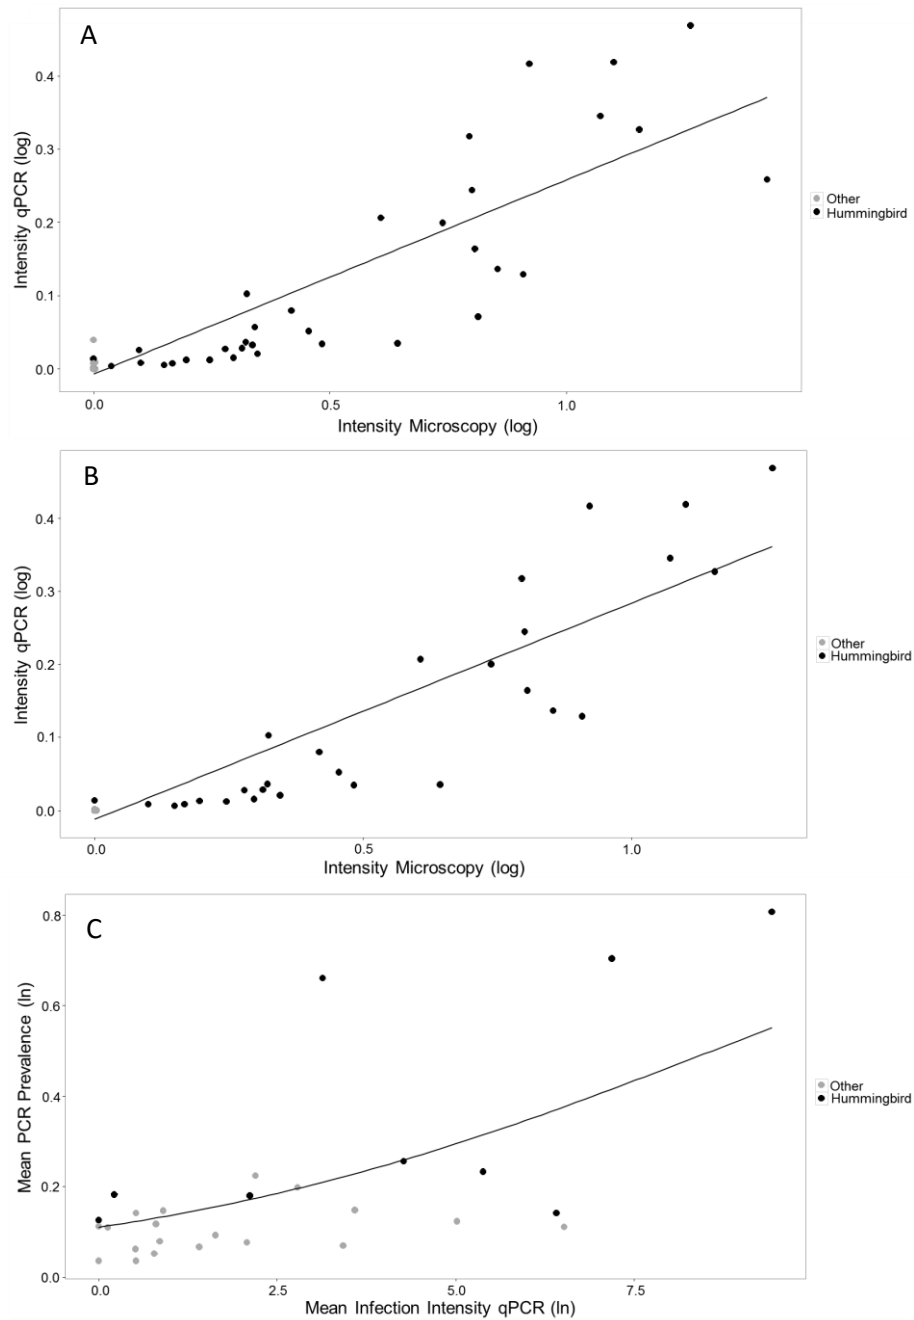 A
Intensity qPCR (log)
0.4
0.3
0.2
0.1
0.0
0.0 0.5 1.0
Intensity Microscopy (log)
Other
Hummingbird
B
Intensity qPCR (log)
0.4
0.3
0.2
0.1
0.0
0.0 0.5 1.0
Intensity Microscopy (log)
Other
Hummingbird
C
Mean PCR Prevalence (ln)
0.8
0.6
0.4
0.2
0.0
0.0 2.5 5.0 7.5
Mean Infection Intensity qPCR (ln)
Other
Hummingbird